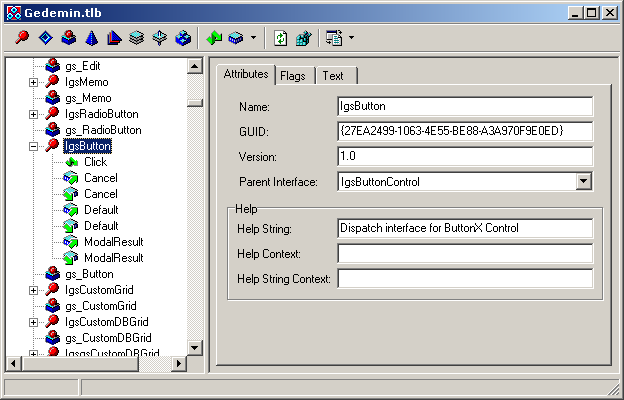 Gedemin.tlb
gs_Edit
IgsMemo
gs_Memo
IgsRadioButton
gs_RadioButton
IgsButton
Click
Cancel
Cancel
Default
Default
ModalResult
ModalResult
gs_Button
IgsCustomGrid
gs_CustomGrid
IgsCustomDBGrid
gs_CustomDBGrid
IgsgsCustomDBGrid
Attributes Flags Text
Name: IgsButton
GUID: {27EA2499-1063-4E55-BE88-A3A970F9E0ED}
Version: 1.0
Parent Interface: IgsButtonControl
Help
Help String: Dispatch interface for ButtonX Control
Help Context:
Help String Context: